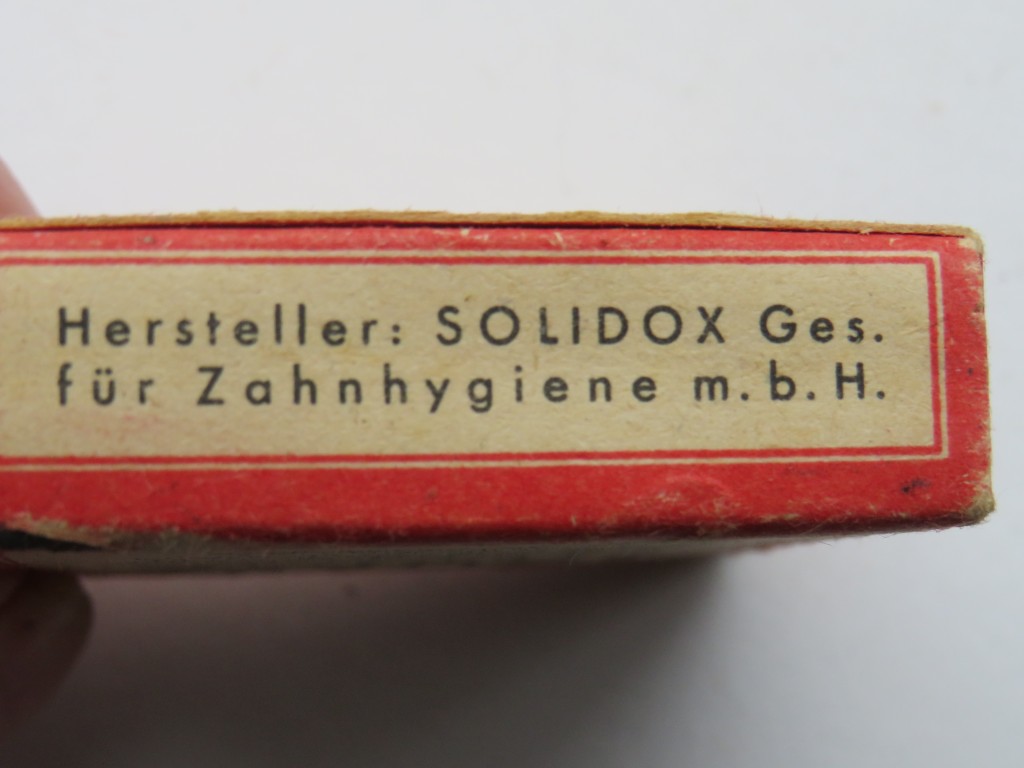 Hersteller: SOLIDOX Ges.
für Zahnhygiene m.b.H.